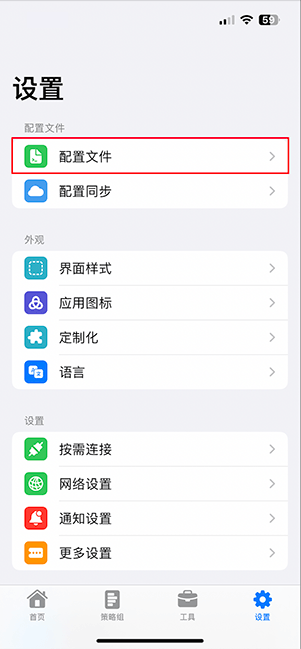 59
设置
配置文件
配置文件
配置同步
外观
界面样式
应用图标
定制化
语言
设置
按需连接
网络设置
通知设置
更多设置
首页
策略组
工具
设置